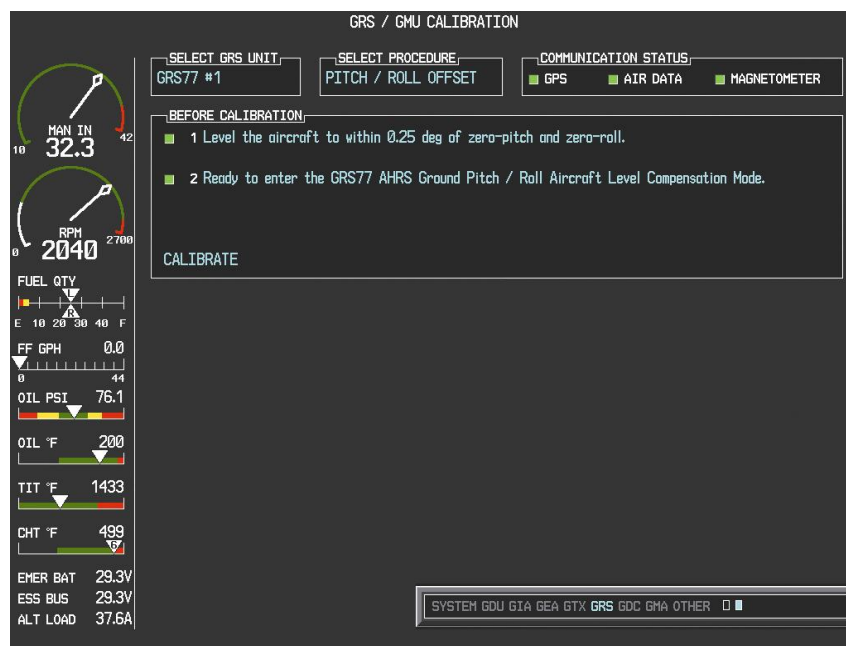 GRS / GMU CALIBRATION
SELECT GRS UNIT
GRS77 #1
SELECT PROCEDURE
PITCH / ROLL OFFSET
COMMUNICATION STATUS
GPS AIR DATA MAGNETOMETER
BEFORE CALIBRATION
1 Level the aircraft to within 0.25 deg of zero-pitch and zero-roll.
2 Ready to enter the GRS77 AHRS Ground Pitch / Roll Aircraft Level Compensation Mode.
CALIBRATE
MAN IN
10 32.3 42
RPM
0 2040 2700
FUEL QTY
L
R
E 10 20 30 40 F
FF GPH 0.0
0 44
OIL PSI 76.1
OIL °F 200
TIT °F 1433
CHT °F 499
6
EMER BAT 29.3V
ESS BUS 29.3V
ALT LOAD 37.6A
SYSTEM GDU GIA GEA GTX GRS GDC GMA OTHER